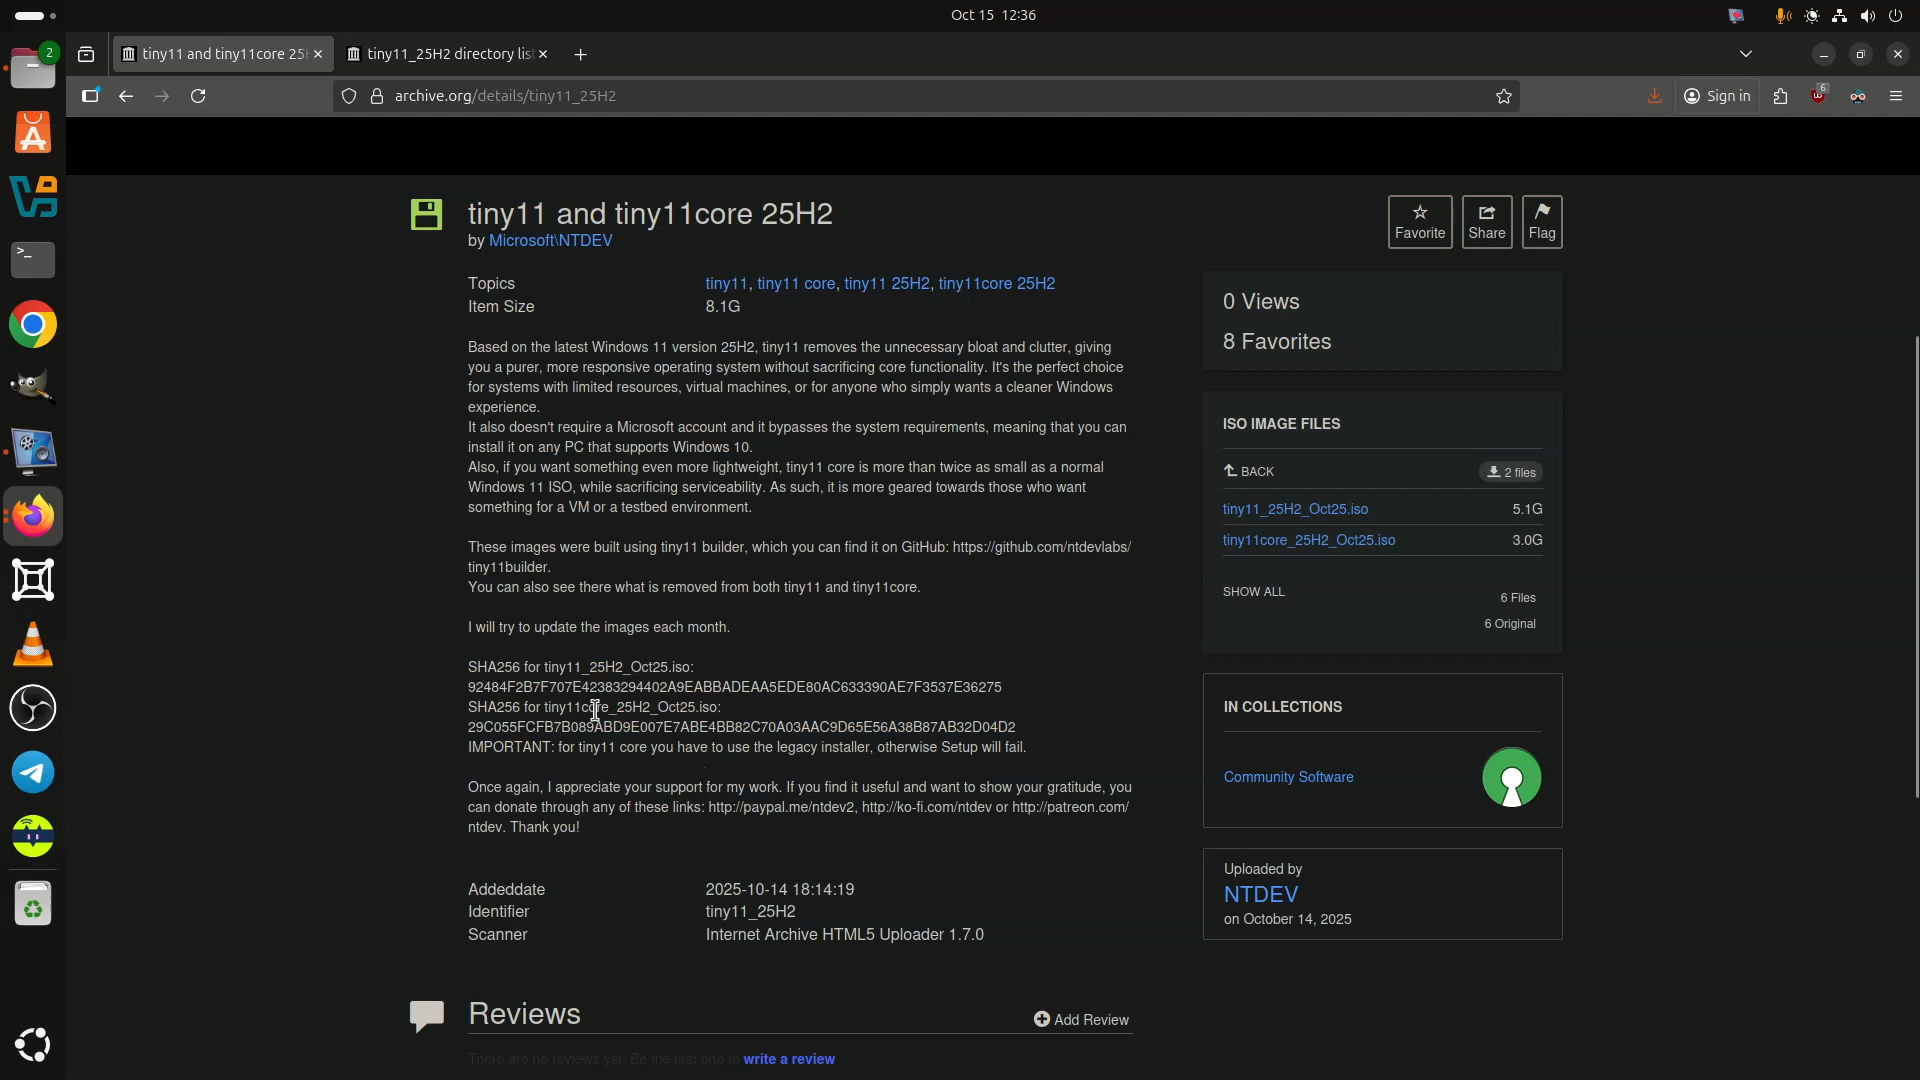 Oct 15 12:36
2
tiny11 and tiny11core 25H
tiny11_25H2 directory lis
archive.org/details/tiny11_25H2
Sign in
6
tiny11 and tiny11core 25H2
by Microsoft\NTDEV
Favorite
Share
Flag
Topics
tiny11, tiny11 core, tiny11 25H2, tiny11core 25H2
Item Size
8.1G
Based on the latest Windows 11 version 25H2, tiny11 removes the unnecessary bloat and clutter, giving
you a purer, more responsive operating system without sacrificing core functionality. It's the perfect choice
for systems with limited resources, virtual machines, or for anyone who simply wants a cleaner Windows
experience.
It also doesn't require a Microsoft account and it bypasses the system requirements, meaning that you can
install it on any PC that supports Windows 10.
Also, if you want something even more lightweight, tiny11 core is more than twice as small as a normal
Windows 11 ISO, while sacrificing serviceability. As such, it is more geared towards those who want
something for a VM or a testbed environment.
These images were built using tiny11 builder, which you can find it on GitHub: https://github.com/ntdevlabs/
tiny11builder.
You can also see there what is removed from both tiny11 and tiny11core.
I will try to update the images each month.
SHA256 for tiny11_25H2_Oct25.iso:
92484F2B7F707E42383294402A9EABBADEAA5EDE80AC633390AE7F3537E36275
SHA256 for tiny11core_25H2_Oct25.iso:
29C055FCFB7B089ABD9E007E7ABE4BB82C70A03AAC9D65E56A38B87AB32D04D2
IMPORTANT: for tiny11 core you have to use the legacy installer, otherwise Setup will fail.
Once again, I appreciate your support for my work. If you find it useful and want to show your gratitude, you
can donate through any of these links: http://paypal.me/ntdev2, http://ko-fi.com/ntdev or http://patreon.com/
ntdev. Thank you!
Addeddate
2025-10-14 18:14:19
Identifier
tiny11_25H2
Scanner
Internet Archive HTML5 Uploader 1.7.0
Reviews
Add Review
There are no reviews yet. Be the first one to write a review
0 Views
8 Favorites
ISO IMAGE FILES
BACK
2 files
tiny11_25H2_Oct25.iso
5.1G
tiny11core_25H2_Oct25.iso
3.0G
SHOW ALL
6 Files
6 Original
IN COLLECTIONS
Community Software
Uploaded by
NTDEV
on October 14, 2025